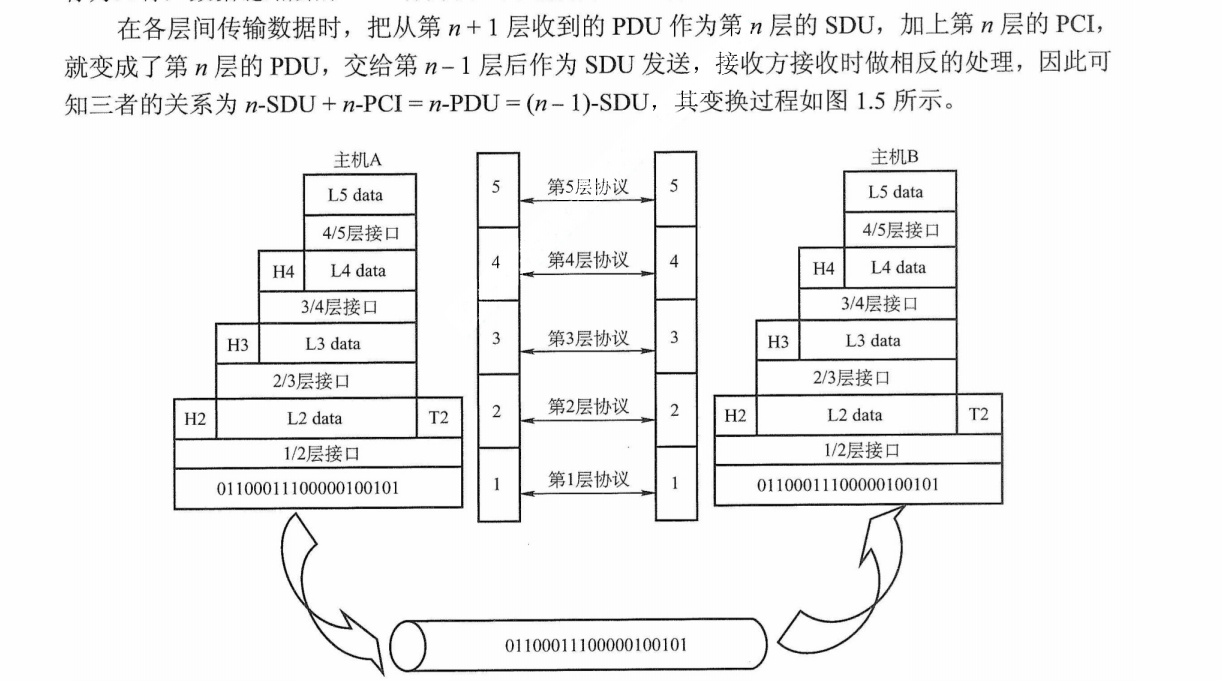 在各层间传输数据时，把从第 n + 1 层收到的 PDU 作为第 n 层的 SDU，加上第 n 层的 PCI，
就变成了第 n 层的 PDU，交给第 n – 1 层后作为 SDU 发送，接收方接收时做相反的处理，因此可
知三者的关系为 n-SDU + n-PCI = n-PDU = (n – 1)-SDU，其变换过程如图 1.5 所示。
主机A
L5 data
4/5层接口
H4 L4 data
3/4层接口
H3 L3 data
2/3层接口
H2 L2 data T2
1/2层接口
01100011100000100101
5 第5层协议 5
4 第4层协议 4
3 第3层协议 3
2 第2层协议 2
1 第1层协议 1
主机B
L5 data
4/5层接口
H4 L4 data
3/4层接口
H3 L3 data
2/3层接口
H2 L2 data T2
1/2层接口
01100011100000100101
01100011100000100101